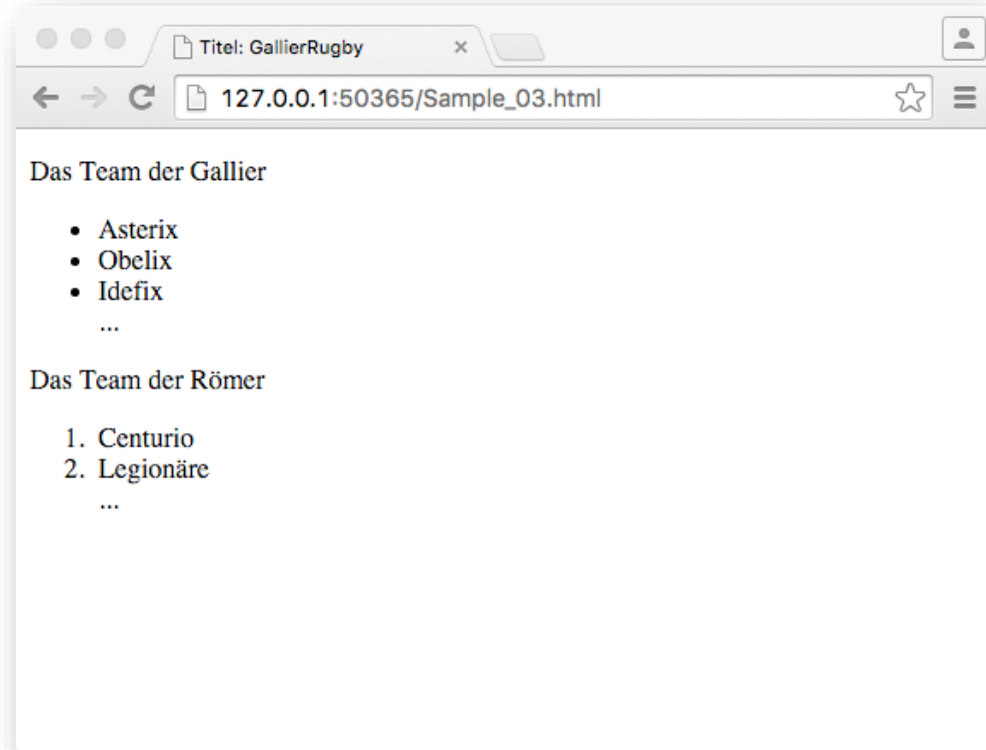 Titel: GallierRugby
127.0.0.1:50365/Sample_03.html
Das Team der Gallier
• Asterix
• Obelix
• Idefix
...
Das Team der Römer
1. Centurio
2. Legionäre
...